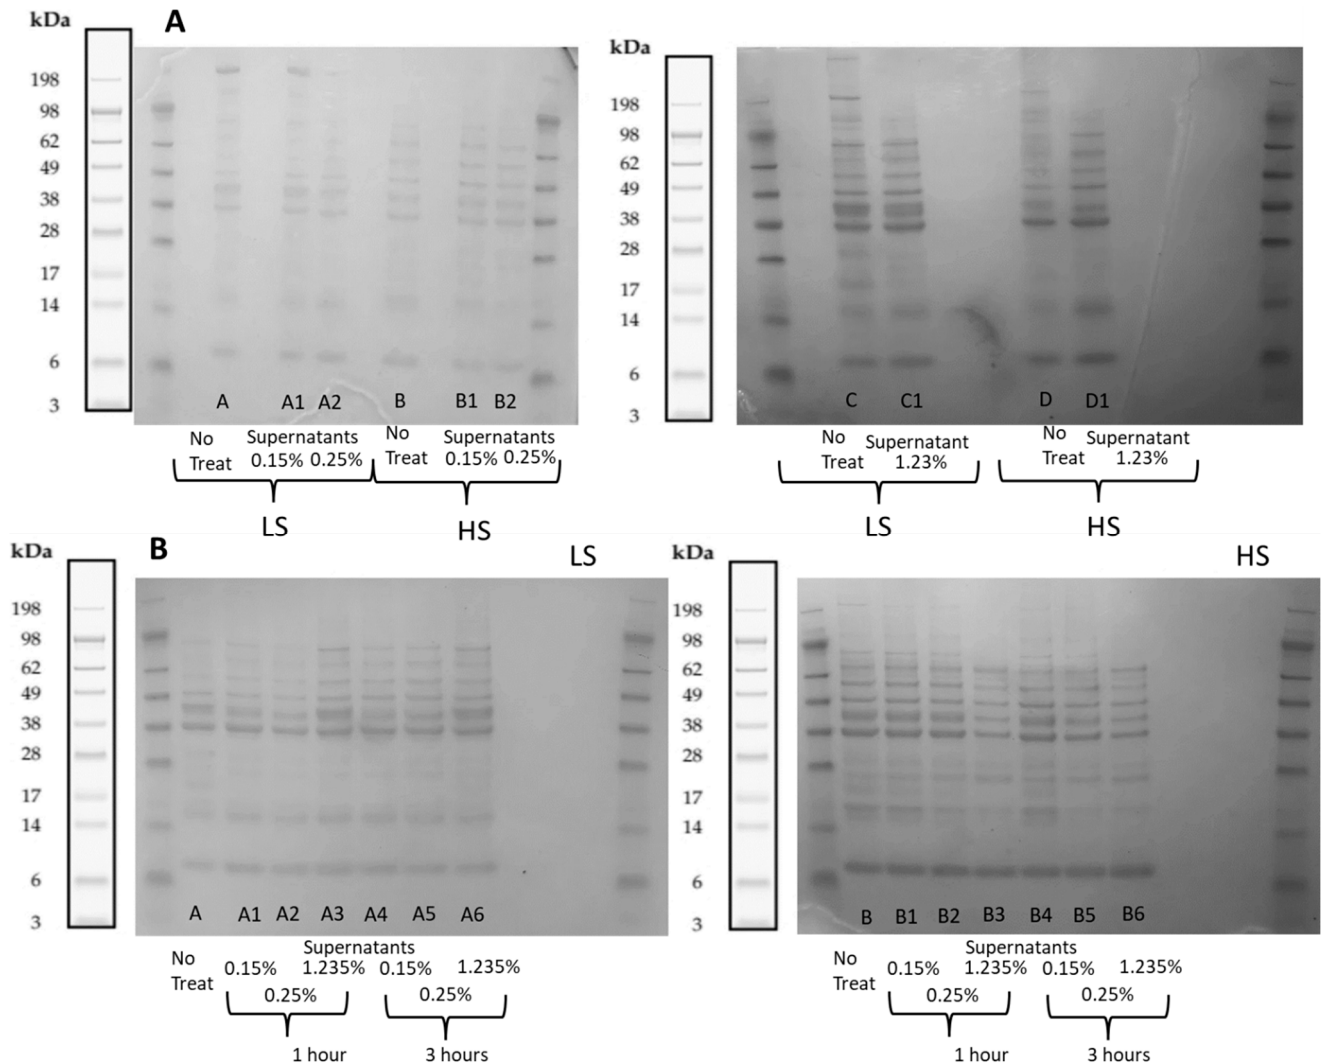 A
kDa
198
98
62
49
38
28
17
14
6
3
A A1 A2 B B1 B2
No Treat
Supernatants
0.15% 0.25%
No Treat
Supernatants
0.15% 0.25%
LS
HS
kDa
198
98
62
49
38
28
17
14
6
3
C C1 D D1
No Treat
Supernatant
1.23%
No Treat
Supernatant
1.23%
LS
HS
B
LS
kDa
198
98
62
49
38
28
17
14
6
3
A A1 A2 A3 A4 A5 A6
Supernatants
No Treat
0.15% 1.235% 0.15% 1.235%
0.25% 0.25%
1 hour 3 hours
HS
kDa
198
98
62
49
38
28
17
14
6
3
B B1 B2 B3 B4 B5 B6
Supernatants
No Treat
0.15% 1.235% 0.15% 1.235%
0.25% 0.25%
1 hour 3 hours